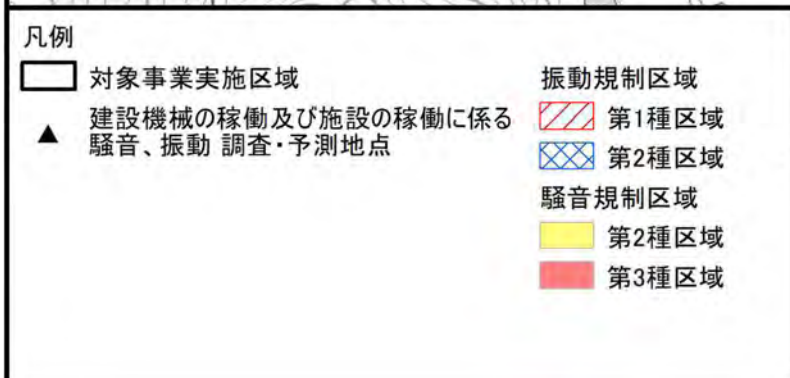 凡例
対象事業実施区域
建設機械の稼働及び施設の稼働に係る
騒音、振動 調査・予測地点
振動規制区域
第1種区域
第2種区域
騒音規制区域
第2種区域
第3種区域